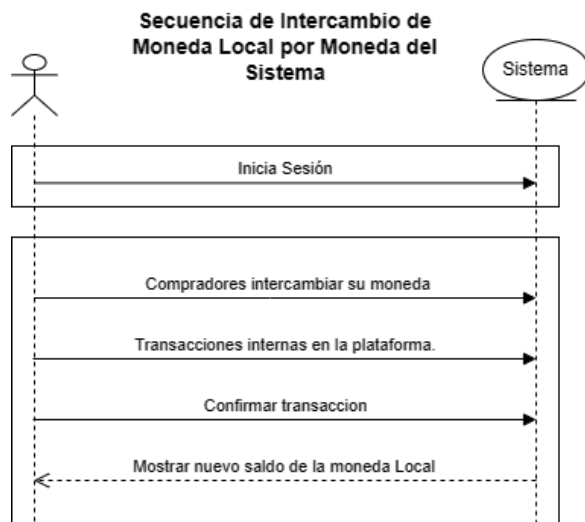 Secuencia de Intercambio de
Moneda Local por Moneda del
Sistema
Sistema
Inicia Sesión
Compradores intercambiar su moneda
Transacciones internas en la plataforma.
Confirmar transaccion
Mostrar nuevo saldo de la moneda Local